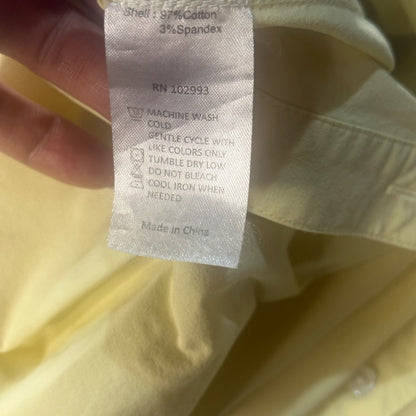 Shell : 97%Cotton
3%Spandex
RN 102993
MACHINE WASH
COLD
GENTLE CYCLE WITH
LIKE COLORS ONLY
TUMBLE DRY LOW
DO NOT BLEACH
COOL IRON WHEN
NEEDED
Made in China